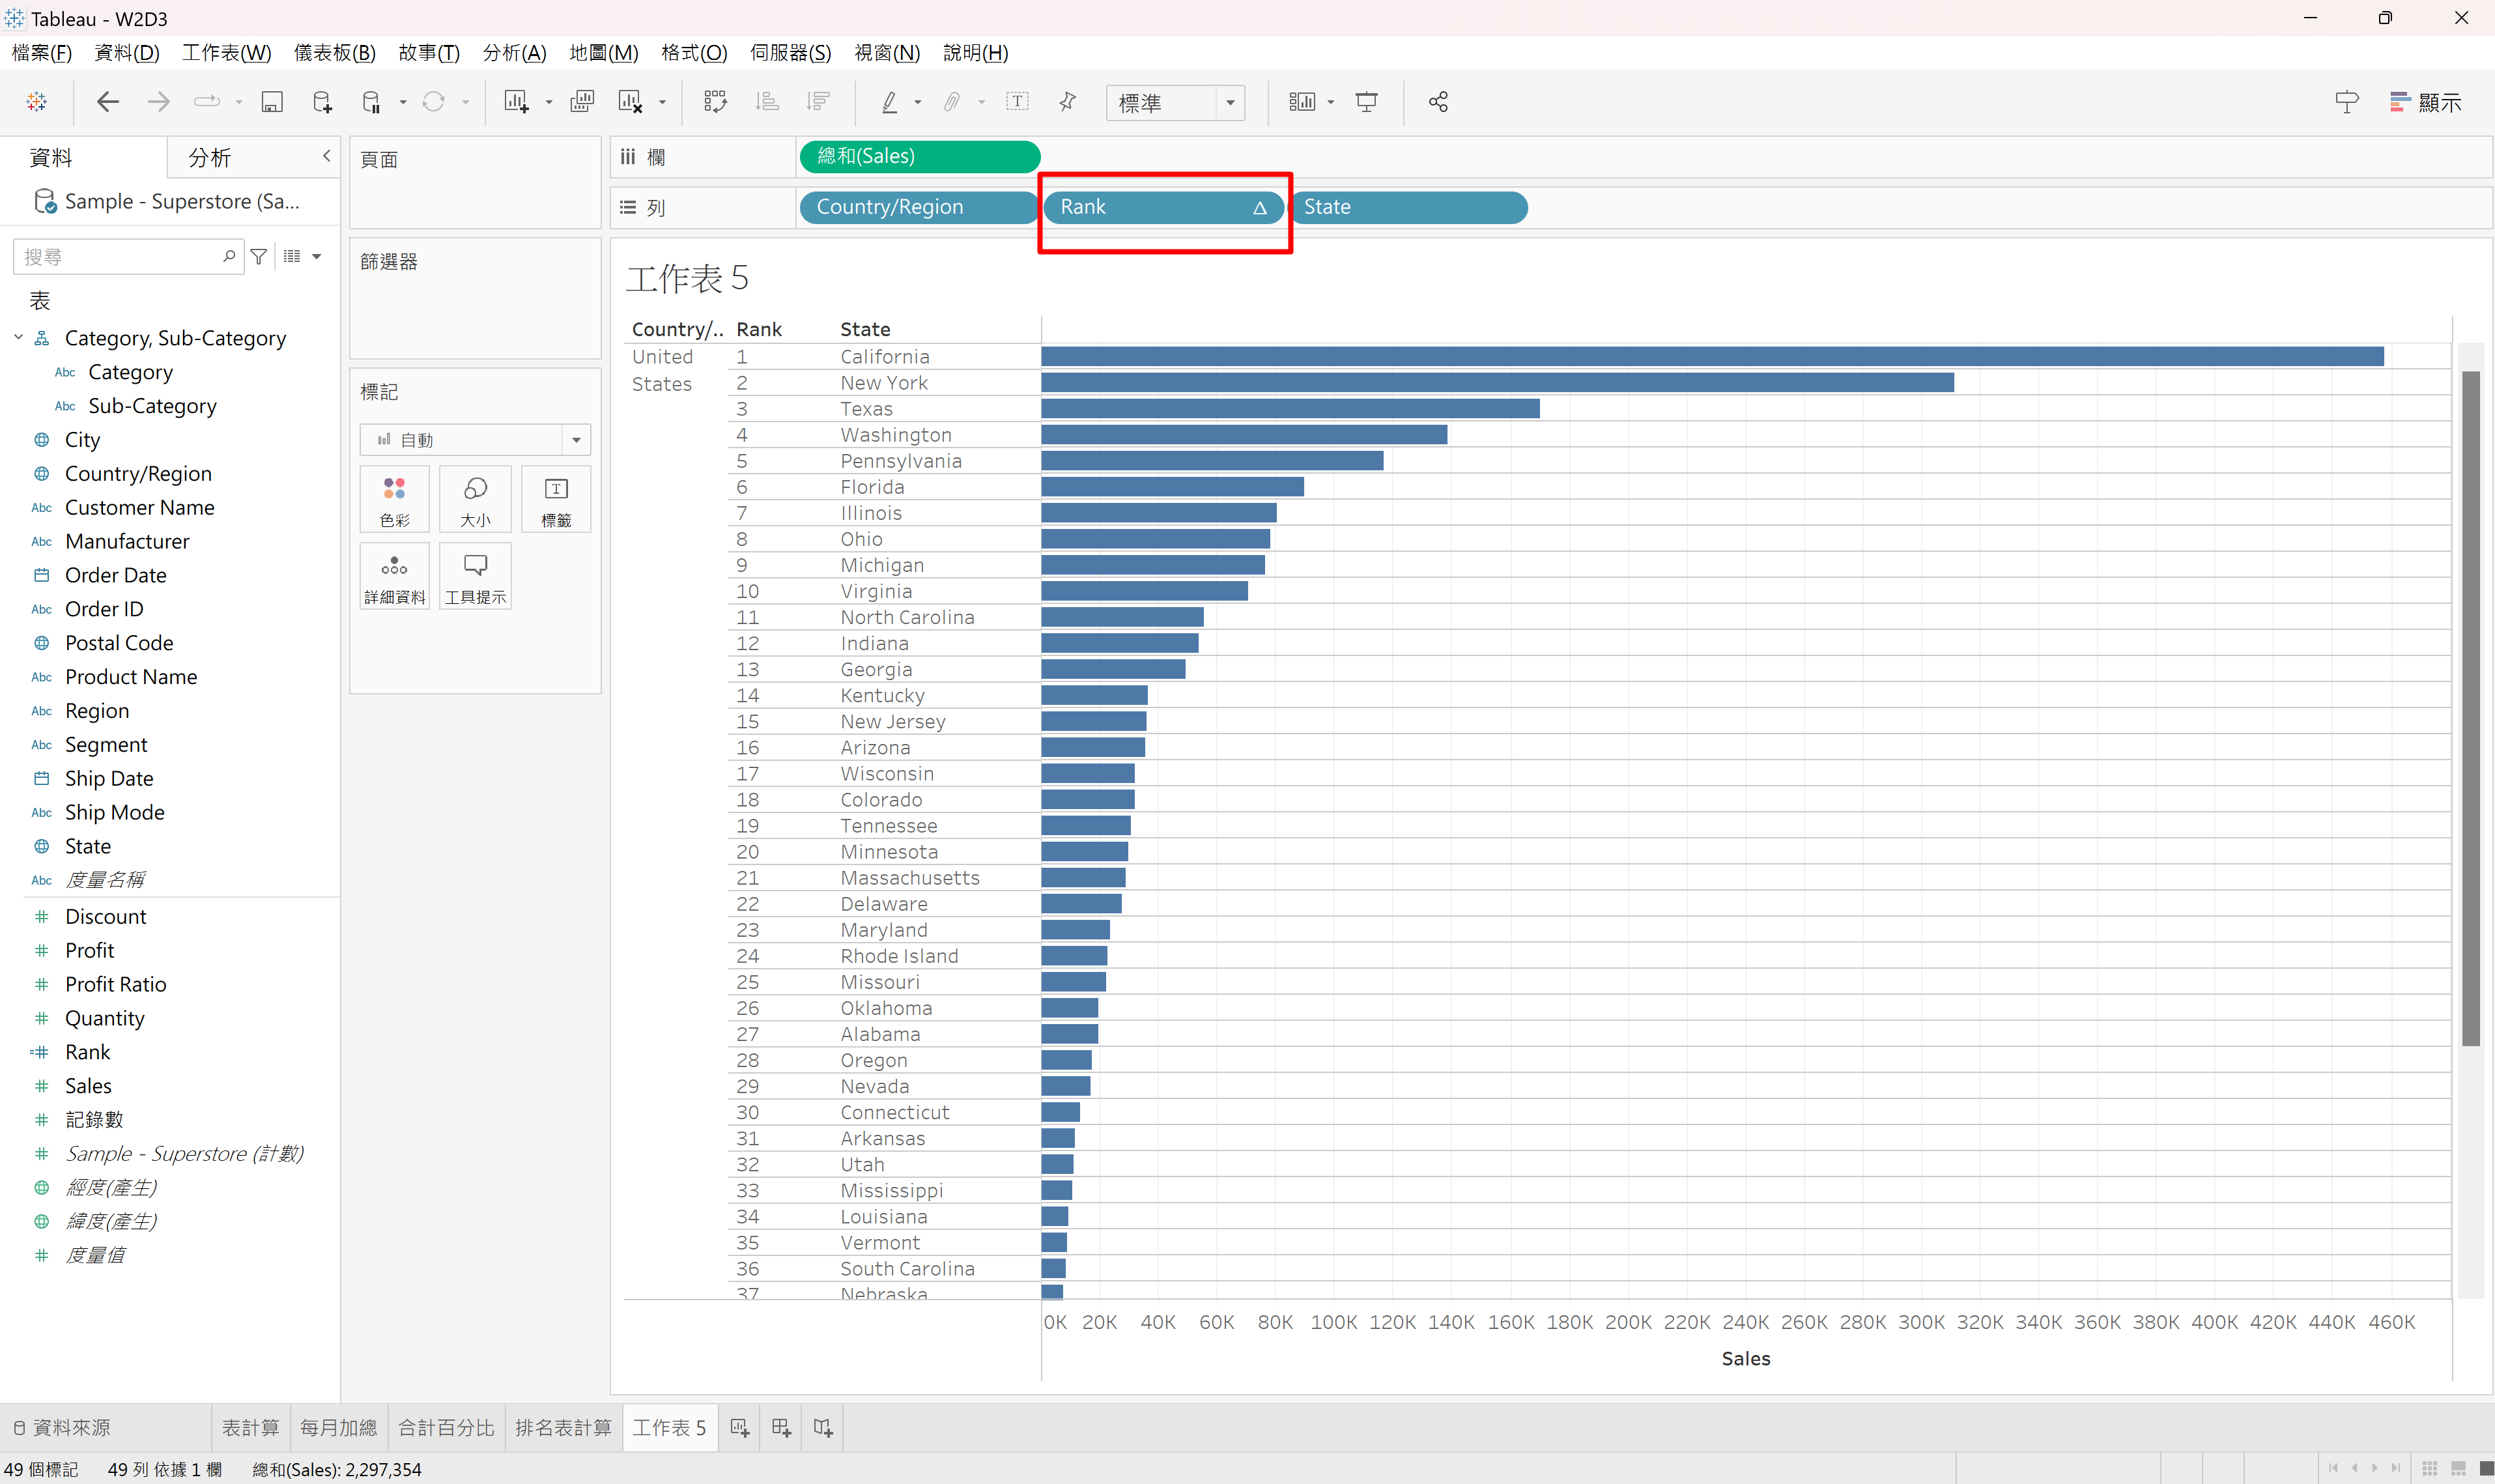 Tableau - W2D3
檔案(F) 資料(D) 工作表(W) 儀表板(B) 故事(T) 分析(A) 地圖(M) 格式(O) 伺服器(S) 視窗(N) 說明(H)
標準
顯示
資料 分析
Sample - Superstore (Sa...
搜尋
表
Category, Sub-Category
Abc Category
Abc Sub-Category
City
Country/Region
Abc Customer Name
Abc Manufacturer
Order Date
Abc Order ID
Postal Code
Abc Product Name
Abc Region
Abc Segment
Ship Date
Abc Ship Mode
State
Abc 度量名稱
# Discount
# Profit
# Profit Ratio
# Quantity
=# Rank
# Sales
# 記錄數
# Sample - Superstore (計數)
經度(產生)
緯度(產生)
# 度量值
頁面
篩選器
標記
自動
色彩 大小 標籤
詳細資料 工具提示
欄 總和(Sales)
列 Country/Region Rank △ State
工作表 5
Country/.. Rank State
United States
1 California
2 New York
3 Texas
4 Washington
5 Pennsylvania
6 Florida
7 Illinois
8 Ohio
9 Michigan
10 Virginia
11 North Carolina
12 Indiana
13 Georgia
14 Kentucky
15 New Jersey
16 Arizona
17 Wisconsin
18 Colorado
19 Tennessee
20 Minnesota
21 Massachusetts
22 Delaware
23 Maryland
24 Rhode Island
25 Missouri
26 Oklahoma
27 Alabama
28 Oregon
29 Nevada
30 Connecticut
31 Arkansas
32 Utah
33 Mississippi
34 Louisiana
35 Vermont
36 South Carolina
37 Nebraska
0K 20K 40K 60K 80K 100K 120K 140K 160K 180K 200K 220K 240K 260K 280K 300K 320K 340K 360K 380K 400K 420K 440K 460K
Sales
資料來源 表計算 每月加總 合計百分比 排名表計算 工作表 5
49 個標記 49 列 依據 1 欄 總和(Sales): 2,297,354